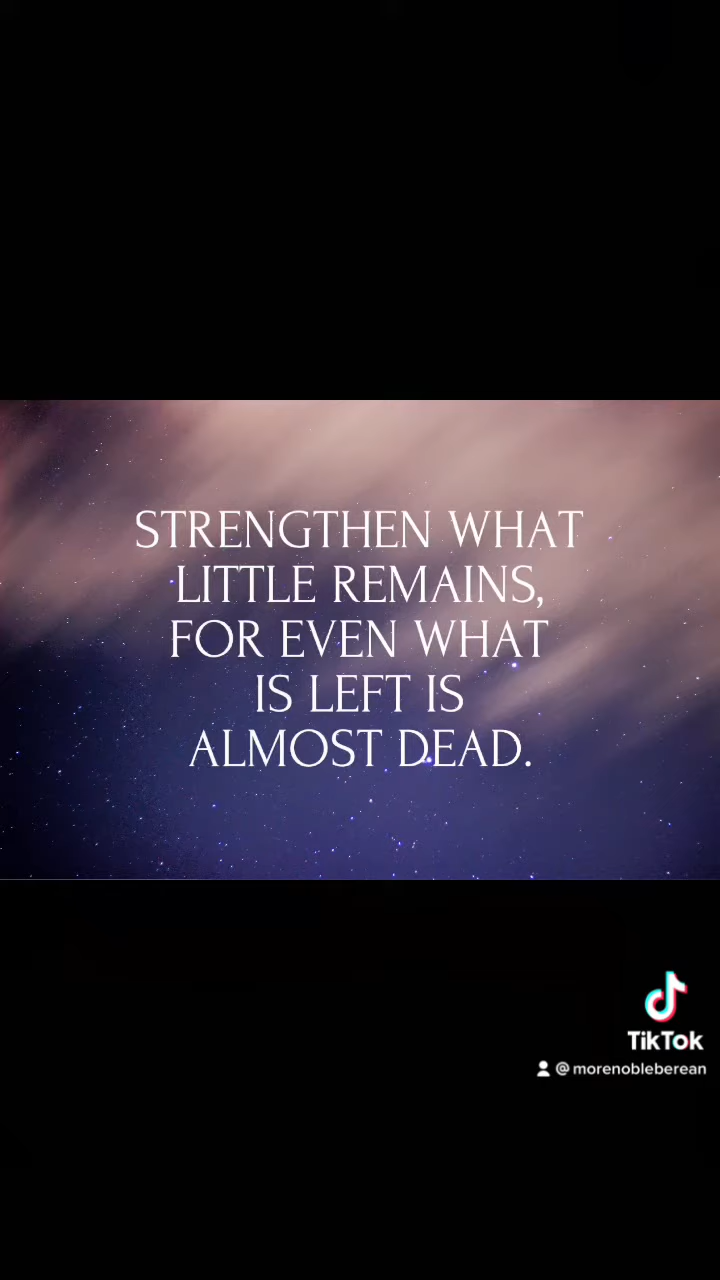 STRENGTHEN WHAT
LITTLE REMAINS,
FOR EVEN WHAT
IS LEFT IS
ALMOST DEAD.
TikTok
@morenobleberean